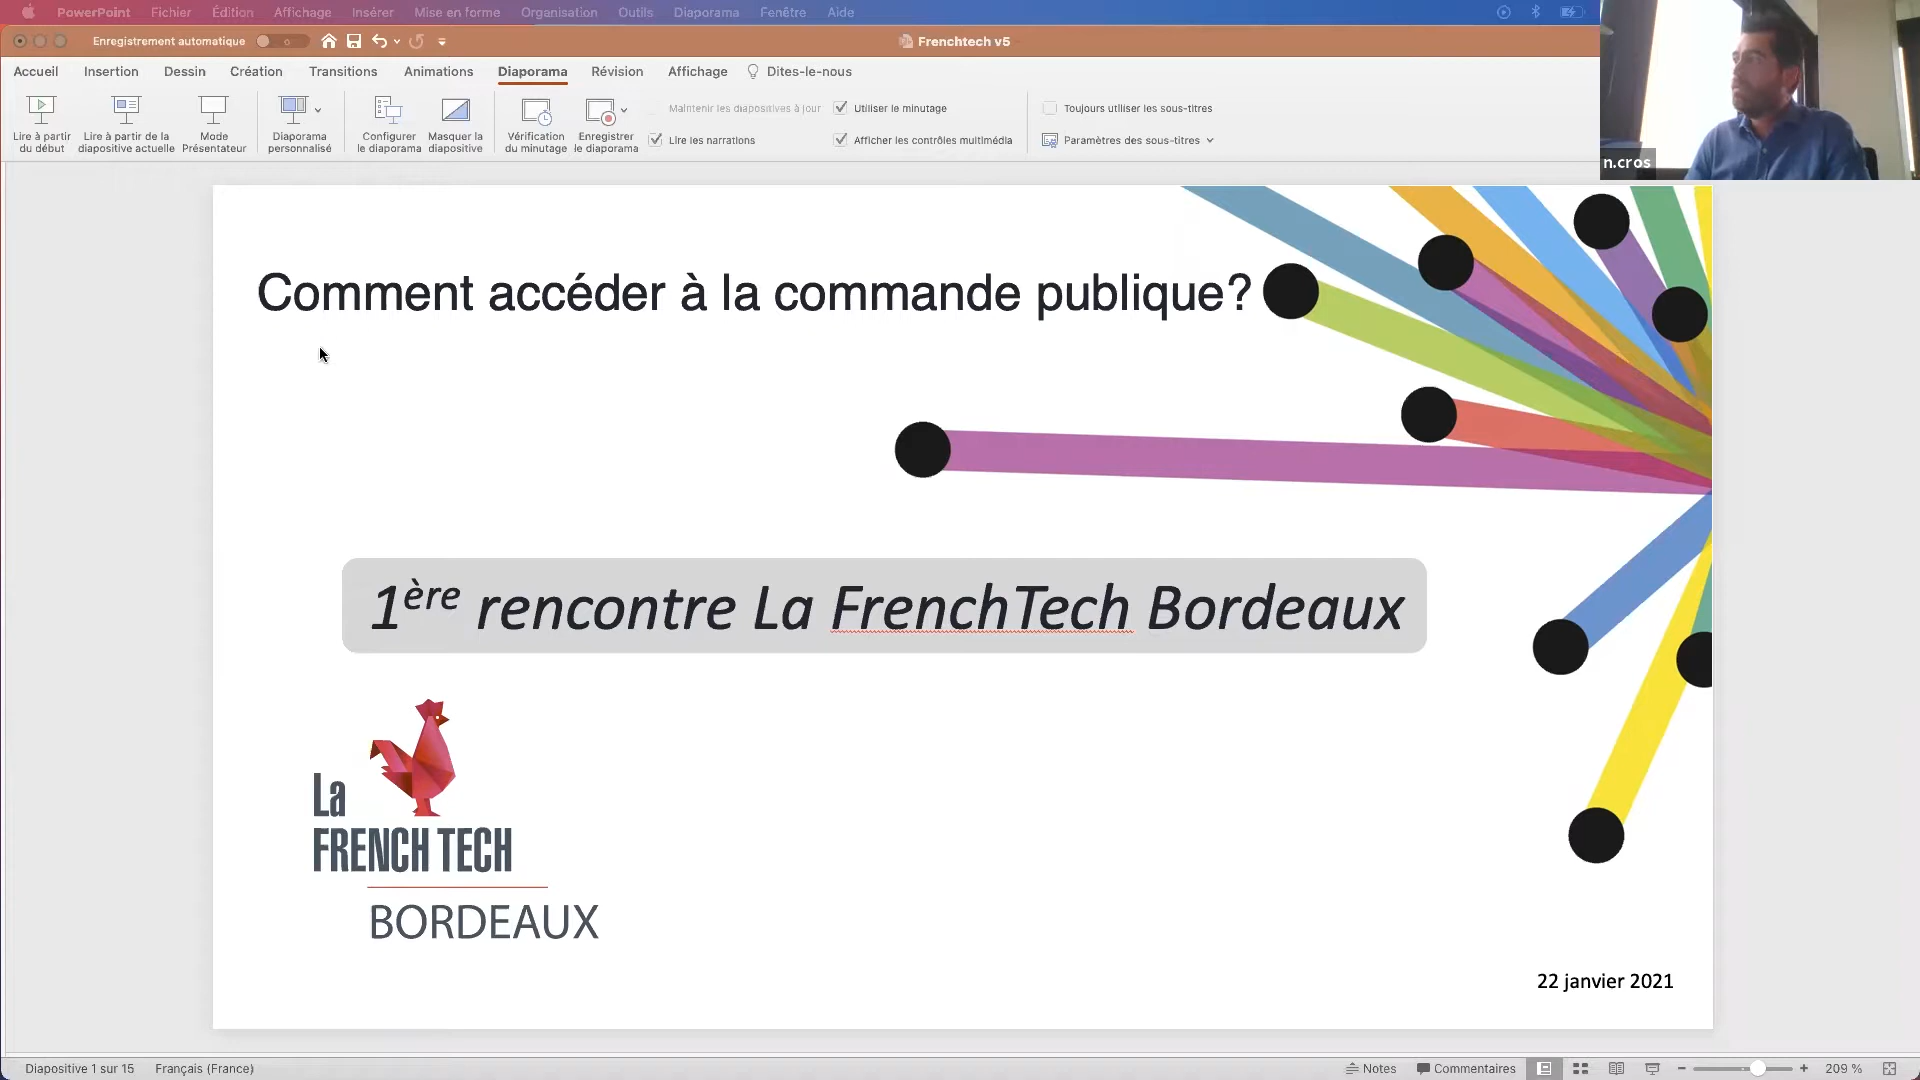 PowerPoint Fichier Édition Affichage Insérer Mise en forme Organisation Outils Diaporama Fenêtre Aide
Enregistrement automatique
Frenchtech v5
Accueil Insertion Dessin Création Transitions Animations Diaporama Révision Affichage Dites-le-nous
Lire à partir
du début
Lire à partir de la
diapositive actuelle
Mode
Présentateur
Diaporama
personnalisé
Configurer
le diaporama
Masquer la
diapositive
Vérification
du minutage
Enregistrer
le diaporama
Maintenir les diapositives à jour
Lire les narrations
Utiliser le minutage
Afficher les contrôles multimédia
Toujours utiliser les sous-titres
Paramètres des sous-titres
n.cros
Comment accéder à la commande publique?
1ère rencontre La FrenchTech Bordeaux
La
FRENCH TECH
BORDEAUX
22 janvier 2021
Diapositive 1 sur 15 Français (France) Notes Commentaires 209 %